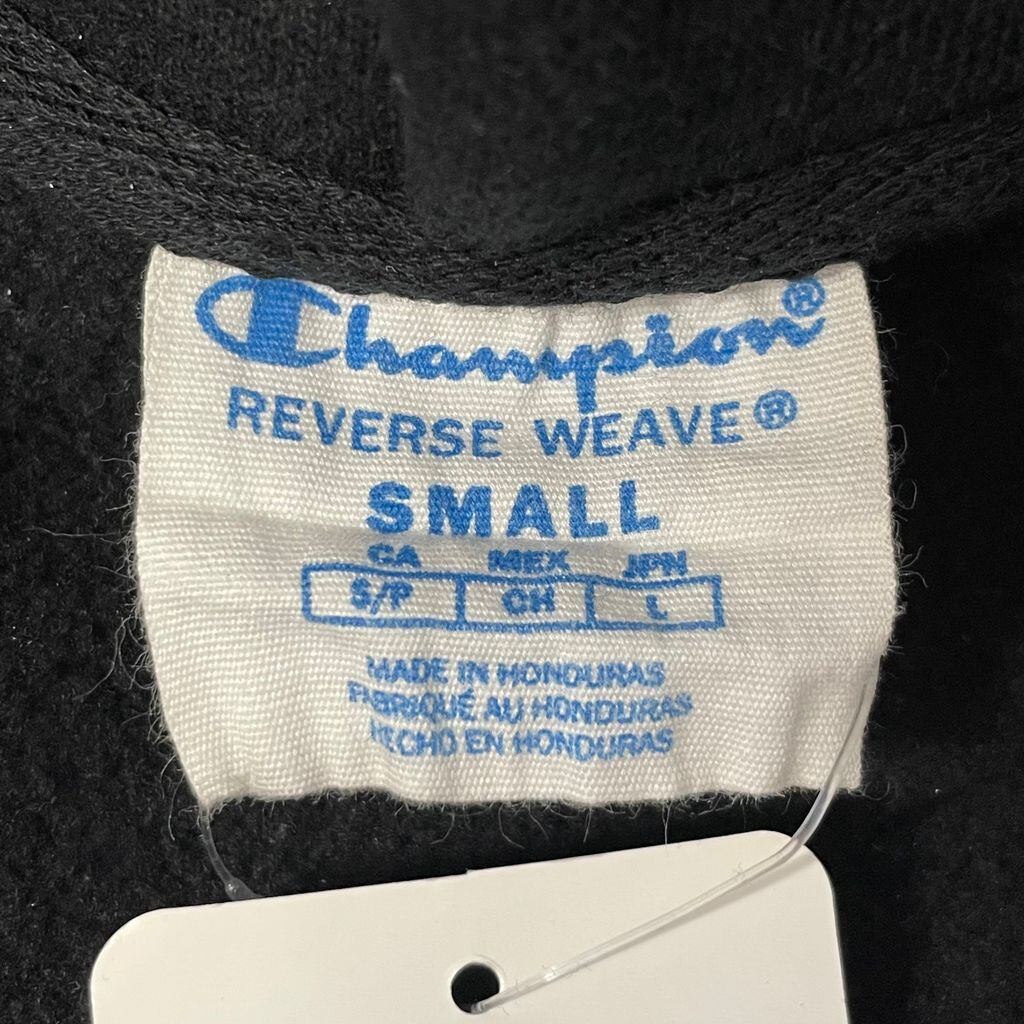 Champion®
REVERSE WEAVE®
SMALL
CA MEX JPN
S/P CH L
MADE IN HONDURAS
FABRIQUÉ AU HONDURAS
HECHO EN HONDURAS